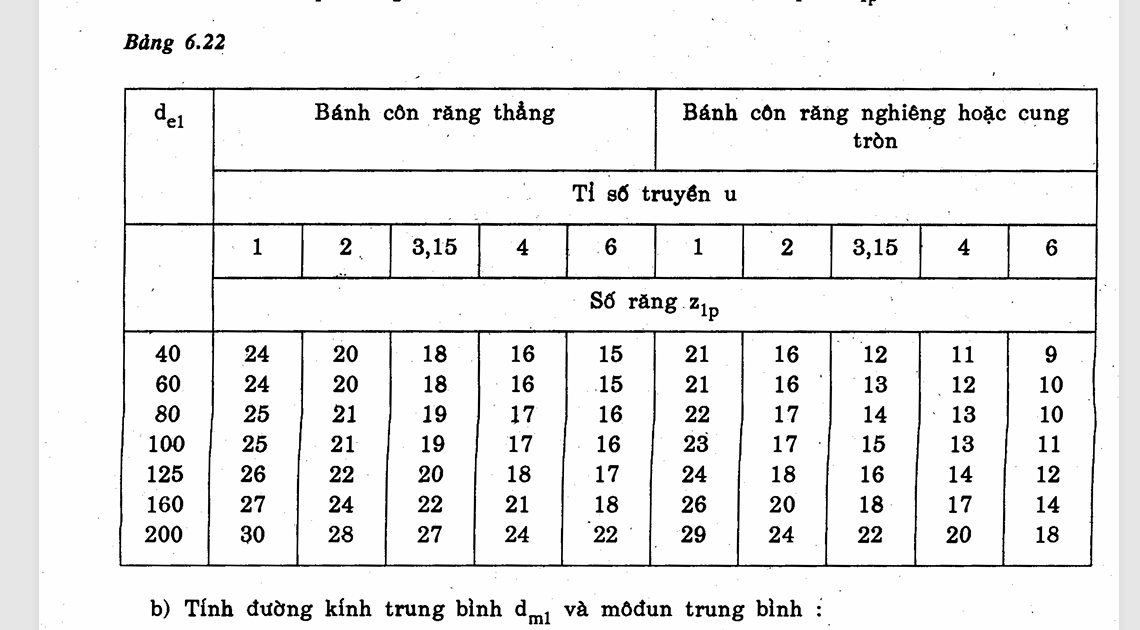 Bảng 6.22
d_e1 Bánh côn răng thẳng Bánh côn răng nghiêng hoặc cung
tròn
Tỉ số truyền u
1 2 3,15 4 6 1 2 3,15 4 6
Số răng z_1p
40 24 20 18 16 15 21 16 12 11 9
60 24 20 18 16 15 21 16 13 12 10
80 25 21 19 17 16 22 17 14 13 10
100 25 21 19 17 16 23 17 15 13 11
125 26 22 20 18 17 24 18 16 14 12
160 27 24 22 21 18 26 20 18 17 14
200 30 28 27 24 22 29 24 22 20 18
b) Tính đường kính trung bình d_m1 và môđun trung bình :